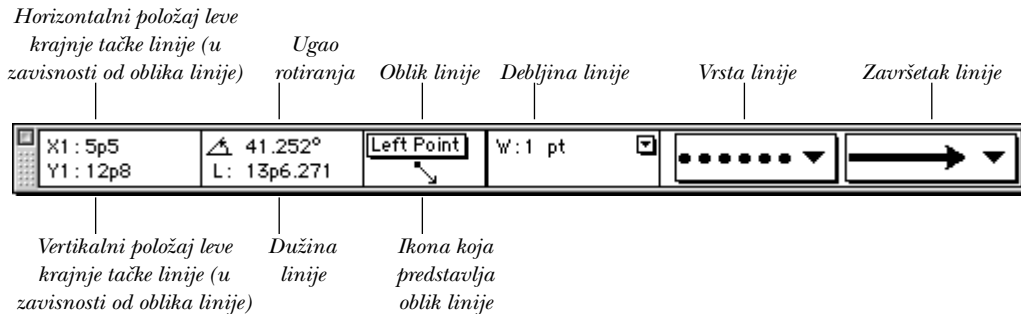 Horizontalni položaj leve
krajnje tačke linije (u
zavisnosti od oblika linije)
Ugao
rotiranja
Oblik linije
Debljina linije
Vrsta linije
Završetak linije
X1:5p5
Y1:12p8
41.252°
L: 13p6.271
Left Point
W:1 pt
Vertikalni položaj leve
krajnje tačke linije (u
zavisnosti od oblika linije)
Dužina
linije
Ikona koja
predstavlja
oblik linije